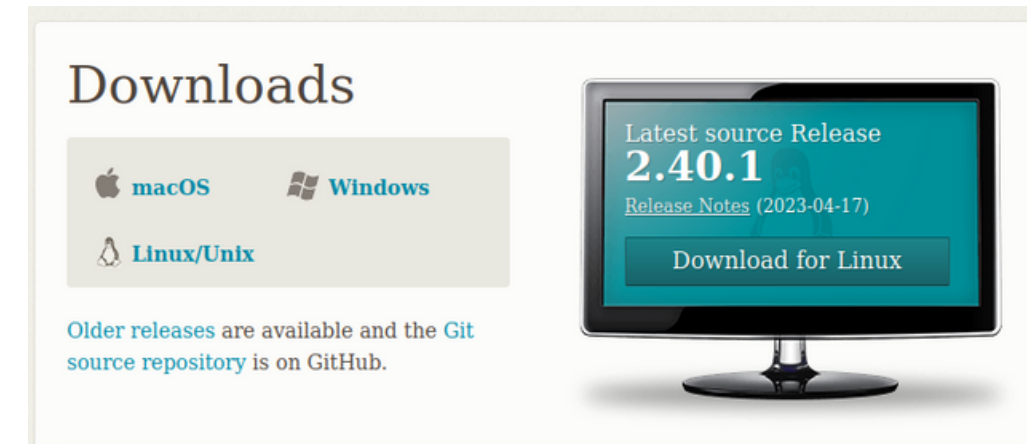 Downloads
macOS
Windows
Linux/Unix
Older releases are available and the Git
source repository is on GitHub.
Latest source Release
2.40.1
Release Notes (2023-04-17)
Download for Linux